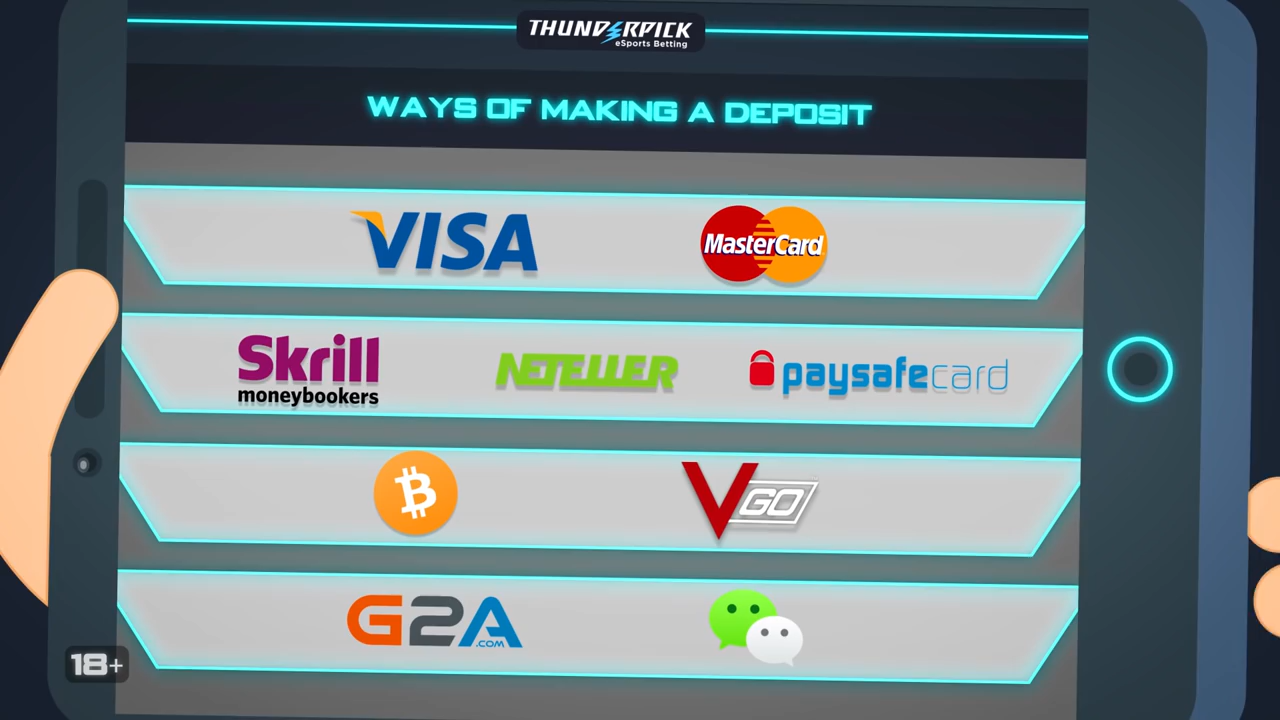 THUNDERPICK
eSports Betting
WAYS OF MAKING A DEPOSIT
VISA
MasterCard
Skrill
moneybookers
NETELLER
paysafecard
₿
VGO
G2A
.COM
18+